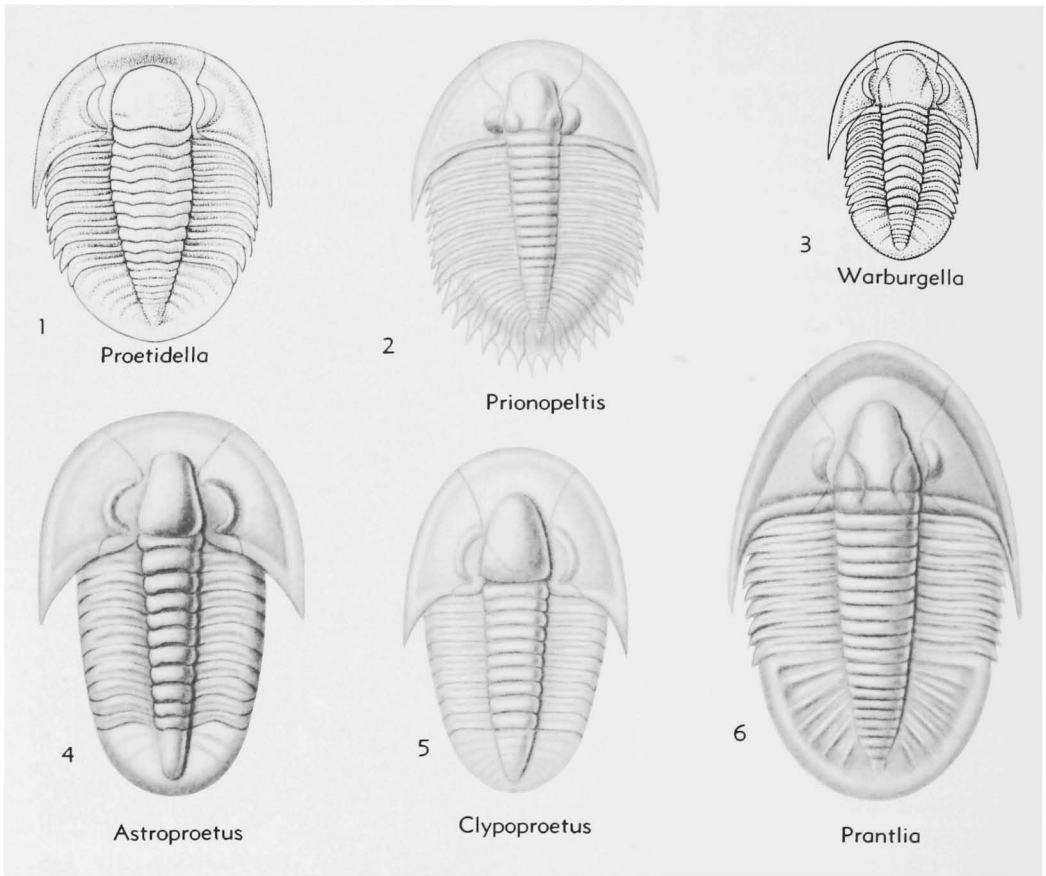 1
Proetidella
2
Prionopeltis
3
Warburgella
4
Astroproetus
5
Clypoproetus
6
Prantlia